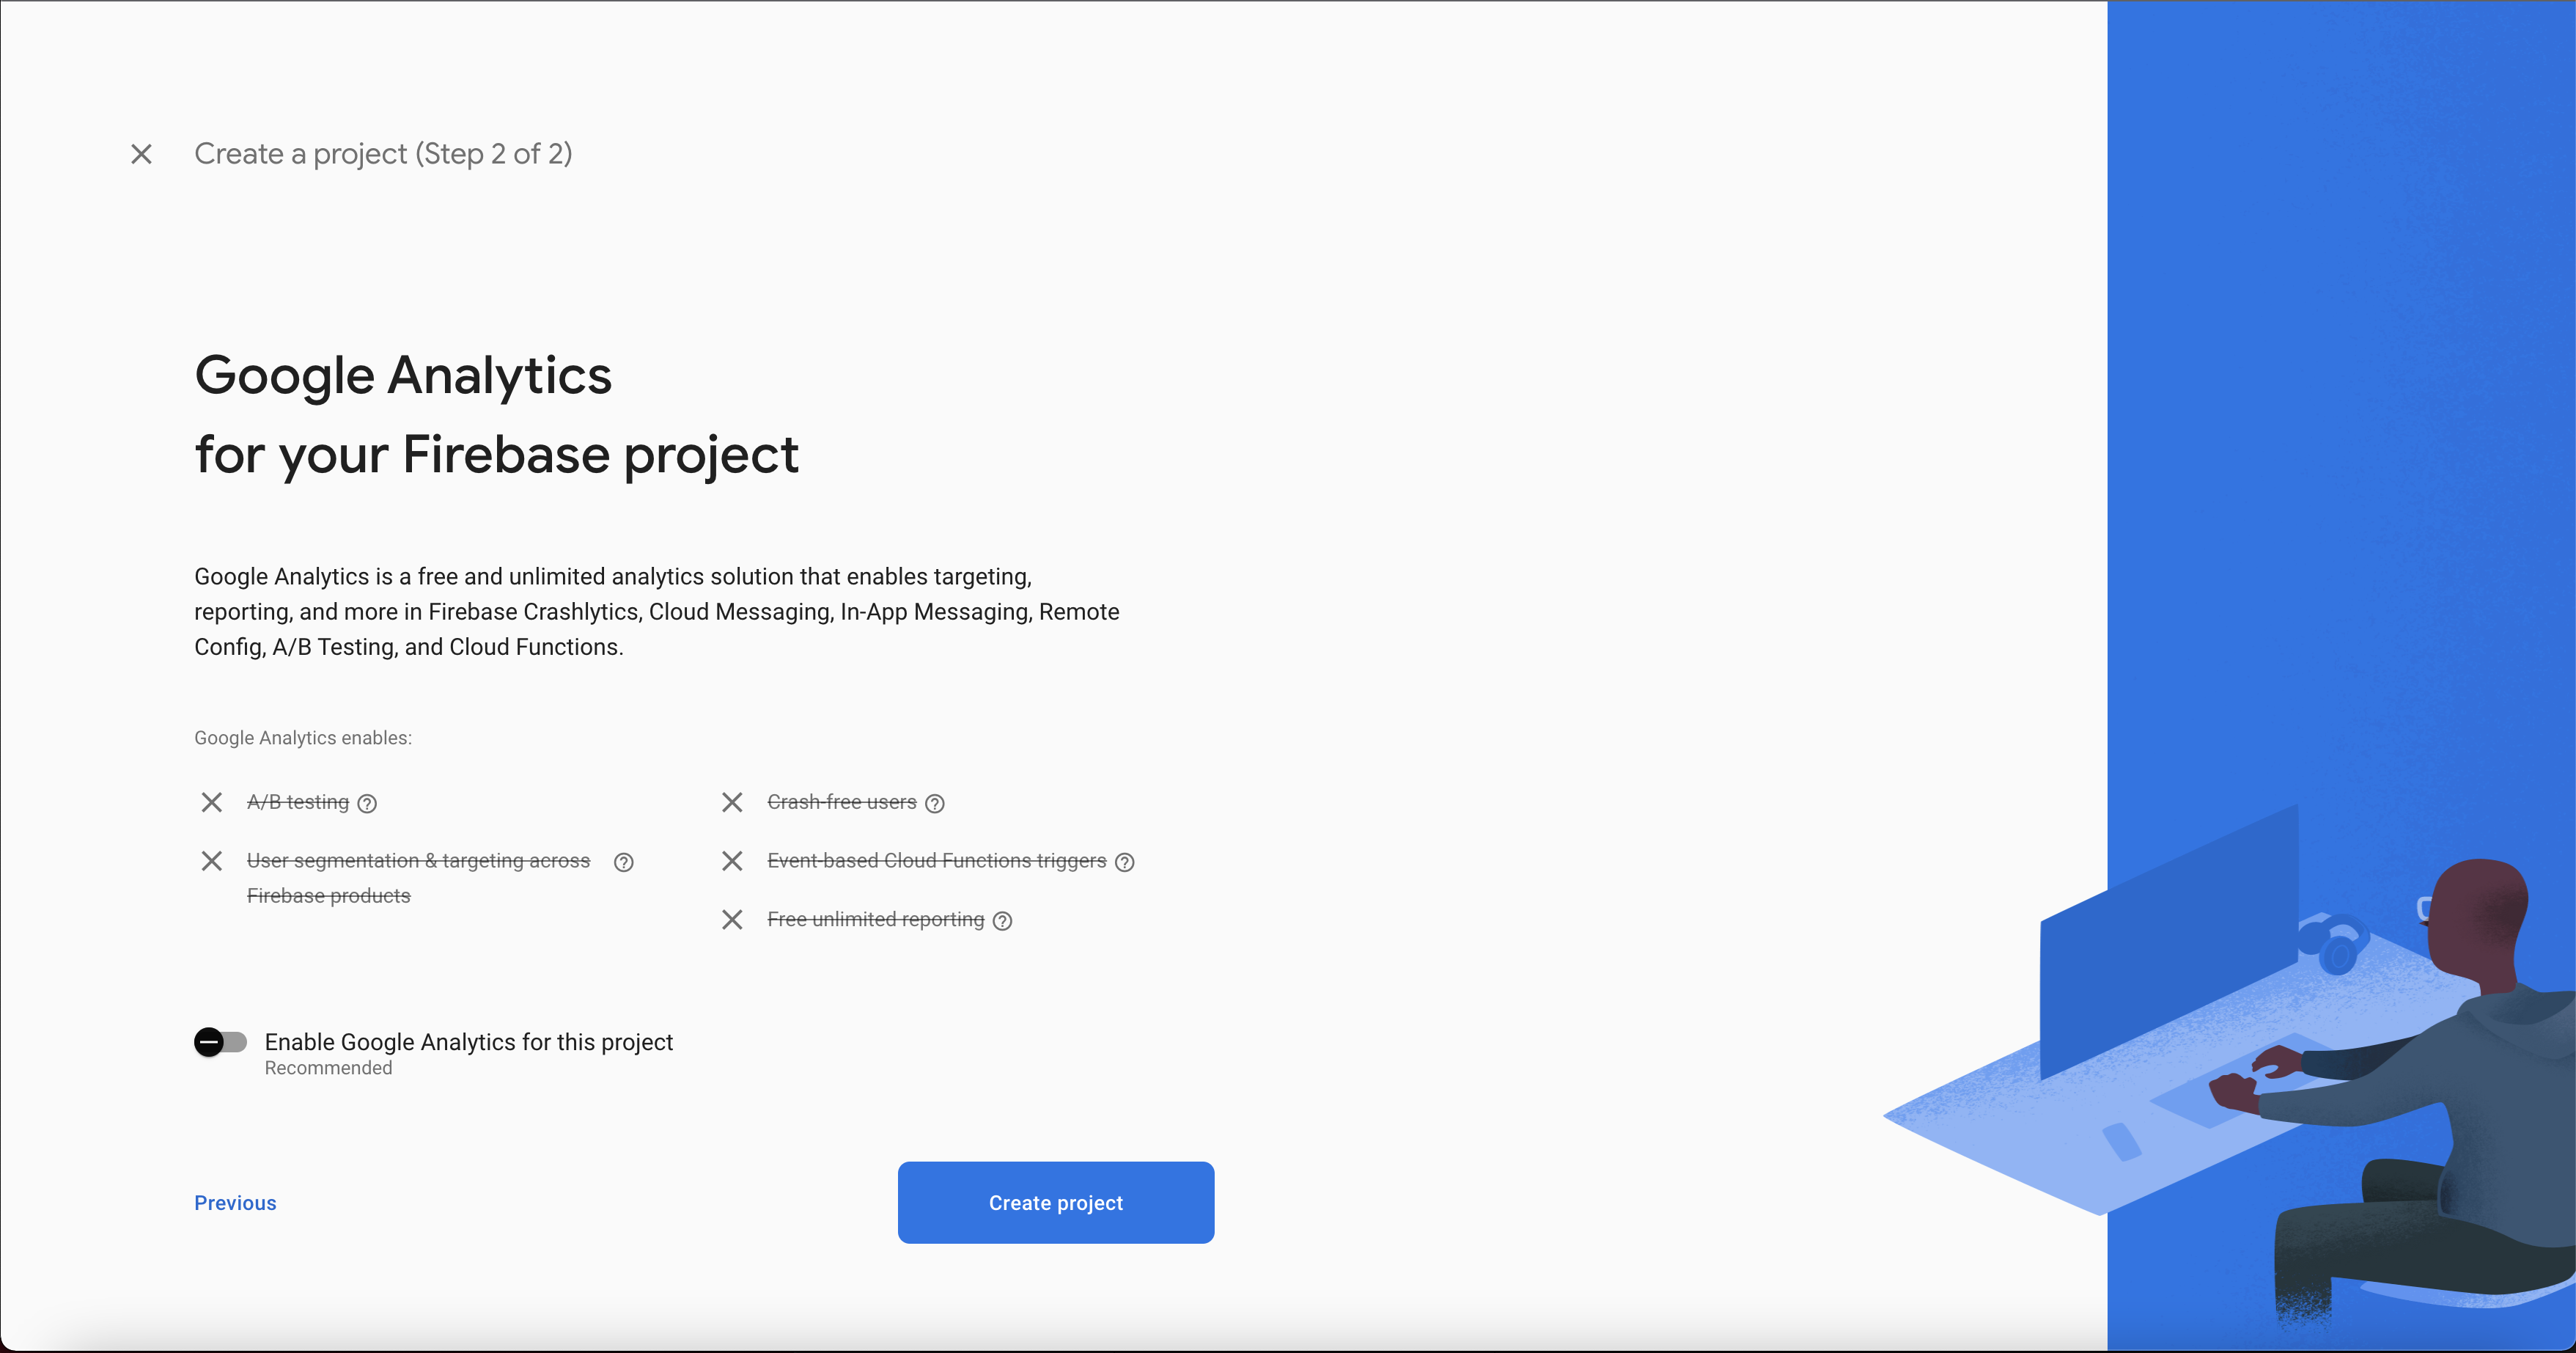 Create a project (Step 2 of 2)
Google Analytics
for your Firebase project
Google Analytics is a free and unlimited analytics solution that enables targeting,
reporting, and more in Firebase Crashlytics, Cloud Messaging, In-App Messaging, Remote
Config, A/B Testing, and Cloud Functions.
Google Analytics enables:
A/B testing
User segmentation & targeting across
Firebase products
Crash-free users
Event-based Cloud Functions triggers
Free unlimited reporting
Enable Google Analytics for this project
Recommended
Previous
Create project